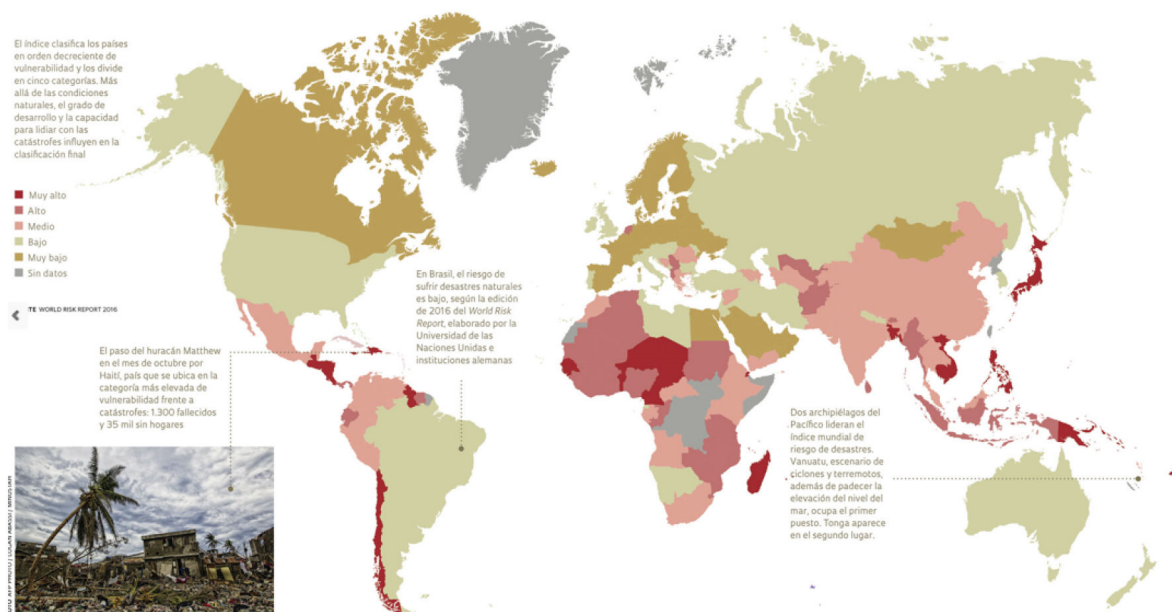 El índice clasifica los países
en orden decreciente de
vulnerabilidad y los divide
en cinco categorías. Más
allá de las condiciones
naturales, el grado de
desarrollo y la capacidad
para lidiar con las
catástrofes influyen en la
clasificación final
Muy alto
Alto
Medio
Bajo
Muy bajo
Sin datos
TE WORLD RISK REPORT 2016
En Brasil, el riesgo de
sufrir desastres naturales
es bajo, según la edición
de 2016 del World Risk
Report, elaborado por la
Universidad de las
Naciones Unidas e
instituciones alemanas
El paso del huracán Matthew
en el mes de octubre por
Haití, país que se ubica en la
categoría más elevada de
vulnerabilidad frente a
catástrofes: 1.300 fallecidos
y 35 mil sin hogares
Dos archipiélagos del
Pacífico lideran el
índice mundial de
riesgo de desastres.
Vanuatu, escenario de
ciclones y terremotos,
además de padecer la
elevación del nivel del
mar, ocupa el primer
puesto. Tonga aparece
en el segundo lugar.
AFP PHOTO | LOGAN ABASSI | MINUSTAH